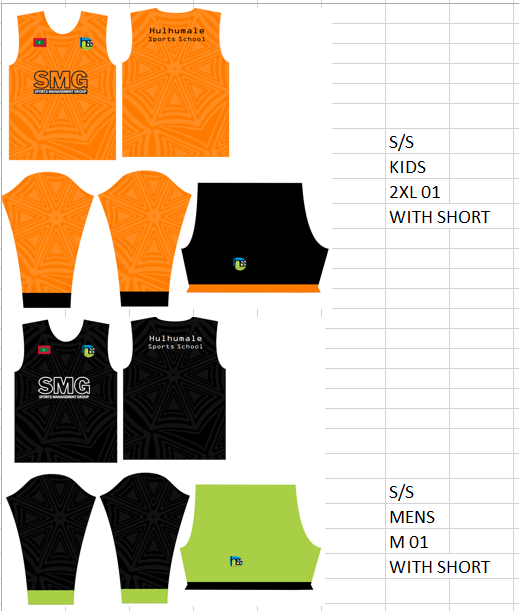 Hulhumale
Sports School
SMG
SPORTS MANAGEMENT GROUP
S/S
KIDS
2XL 01
WITH SHORT
Hulhumale
Sports School
SMG
SPORTS MANAGEMENT GROUP
S/S
MENS
M 01
WITH SHORT